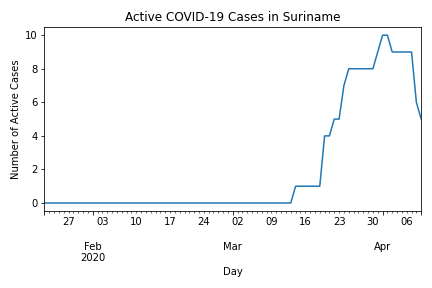 Active COVID-19 Cases in Suriname
Number of Active Cases
10
8
6
4
2
0
27 03 10 17 24 02 09 16 23 30 06
Feb Mar Apr
2020
Day